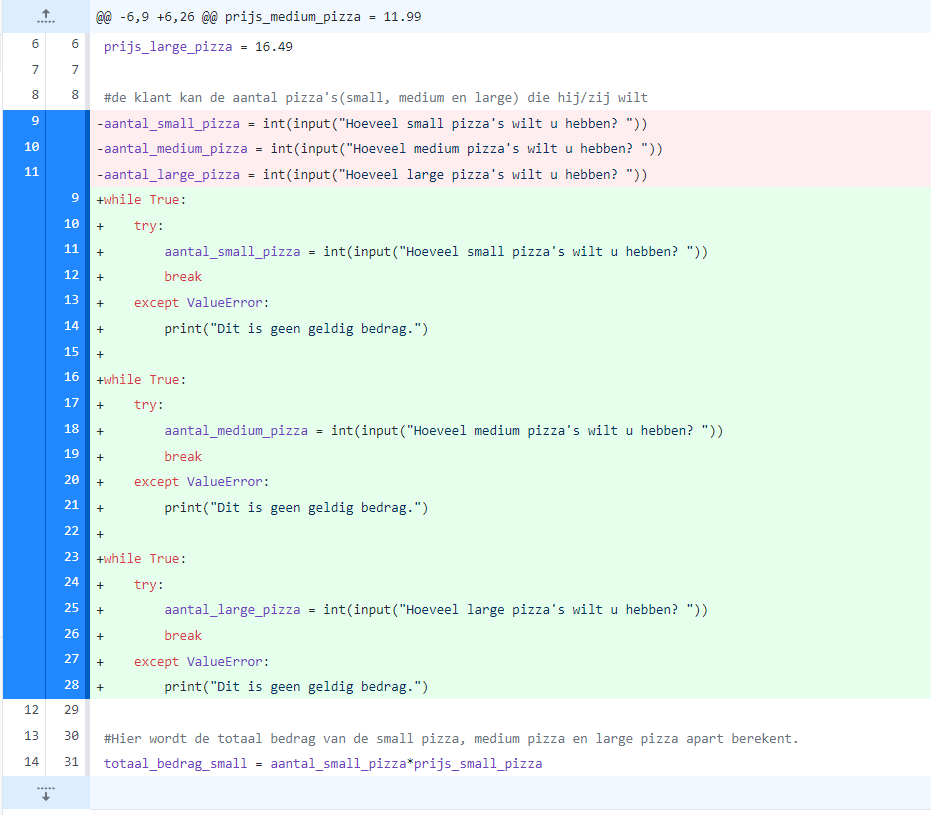 @@ -6,9 +6,26 @@ prijs_medium_pizza = 11.99
6 6 prijs_large_pizza = 16.49
7 7
8 8 #de klant kan de aantal pizza's(small, medium en large) die hij/zij wilt
9 -aantal_small_pizza = int(input("Hoeveel small pizza's wilt u hebben? "))
10 -aantal_medium_pizza = int(input("Hoeveel medium pizza's wilt u hebben? "))
11 -aantal_large_pizza = int(input("Hoeveel large pizza's wilt u hebben? "))
9 +while True:
10 +    try:
11 +        aantal_small_pizza = int(input("Hoeveel small pizza's wilt u hebben? "))
12 +        break
13 +    except ValueError:
14 +        print("Dit is geen geldig bedrag.")
15 +
16 +while True:
17 +    try:
18 +        aantal_medium_pizza = int(input("Hoeveel medium pizza's wilt u hebben? "))
19 +        break
20 +    except ValueError:
21 +        print("Dit is geen geldig bedrag.")
22 +
23 +while True:
24 +    try:
25 +        aantal_large_pizza = int(input("Hoeveel large pizza's wilt u hebben? "))
26 +        break
27 +    except ValueError:
28 +        print("Dit is geen geldig bedrag.")
12 29
13 30 #Hier wordt de totaal bedrag van de small pizza, medium pizza en large pizza apart berekent.
14 31 totaal_bedrag_small = aantal_small_pizza*prijs_small_pizza